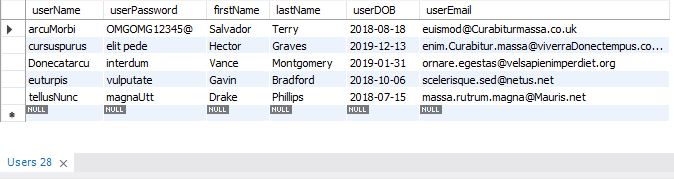 userName userPassword firstName lastName userDOB userEmail
arcuMorbi OMGOMG12345@ Salvador Terry 2018-08-18 euismod@Curabiturmassa.co.uk
cursuspurus elit pede Hector Graves 2019-12-13 enim.Curabitur.massa@viverraDonectempus.co...
Donecatarcu interdum Vance Montgomery 2019-01-31 ornare.egestas@velsapienimperdiet.org
euturpis vulputate Gavin Bradford 2018-10-06 scelerisque.sed@netus.net
tellusNunc magnaUtt Drake Phillips 2018-07-15 massa.rutrum.magna@Mauris.net
NULL NULL NULL NULL NULL NULL
Users 28 ×